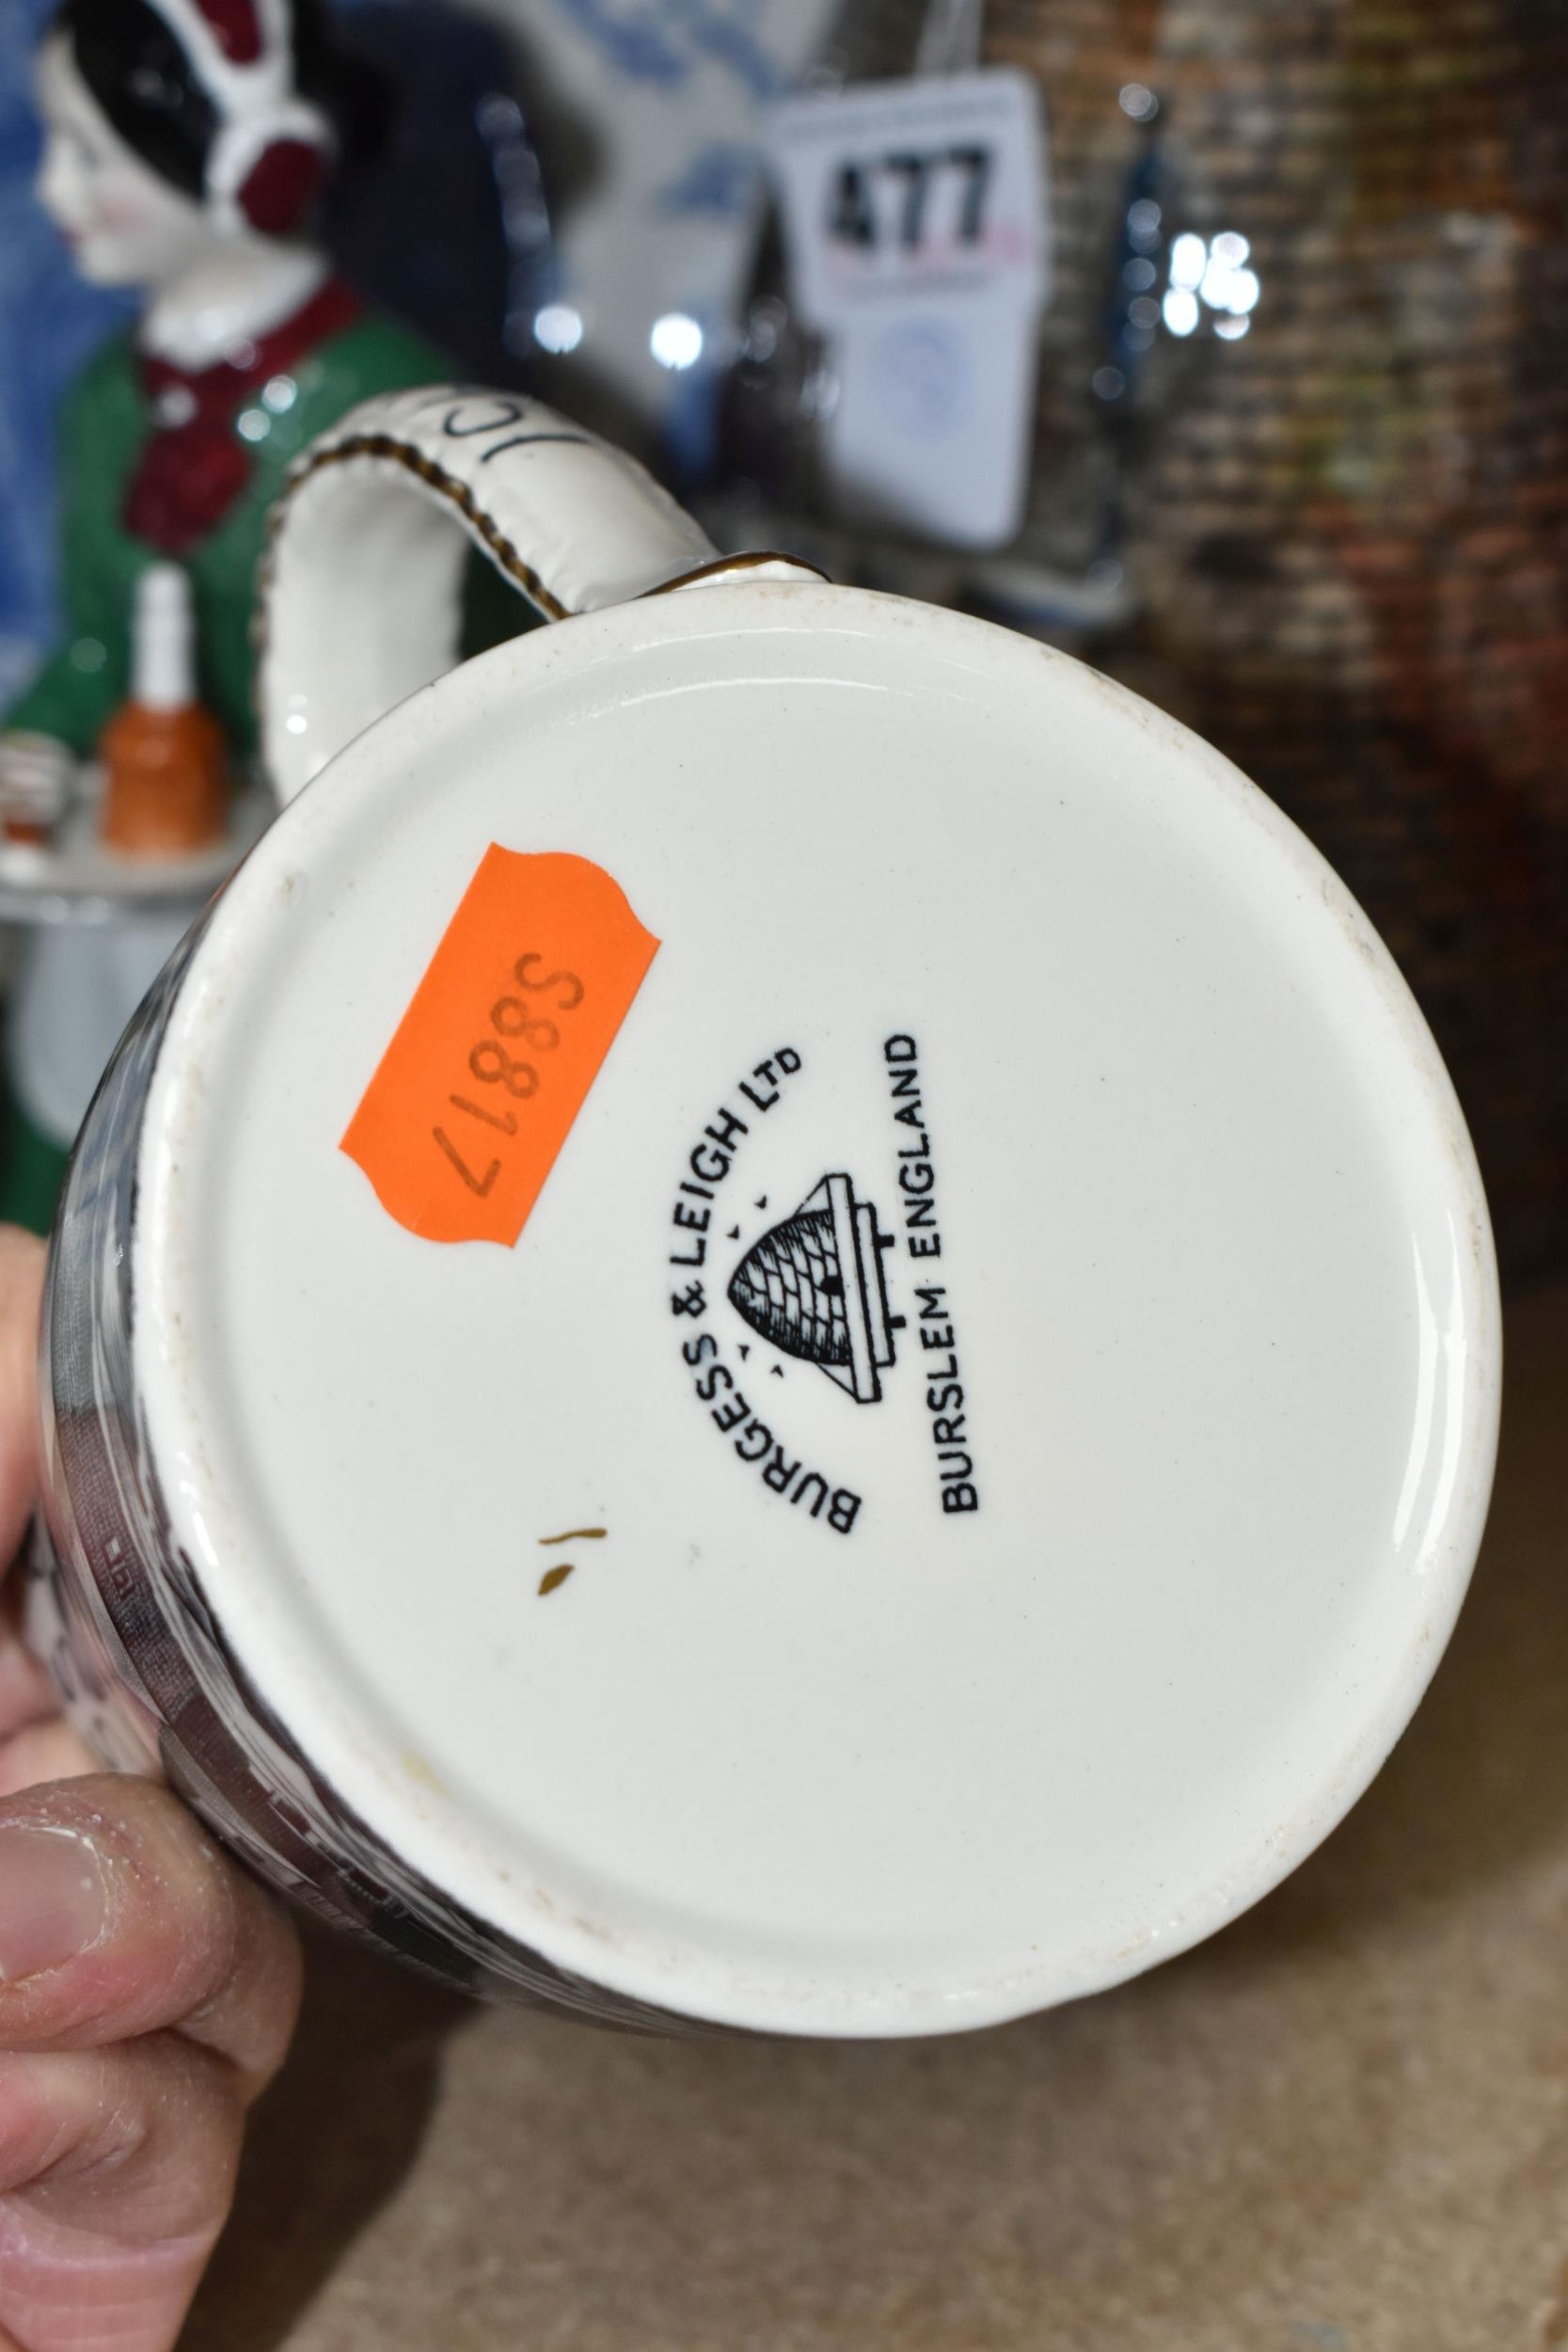 477
S8817
BURGESS & LEIGH LTD
BURSLEM ENGLAND